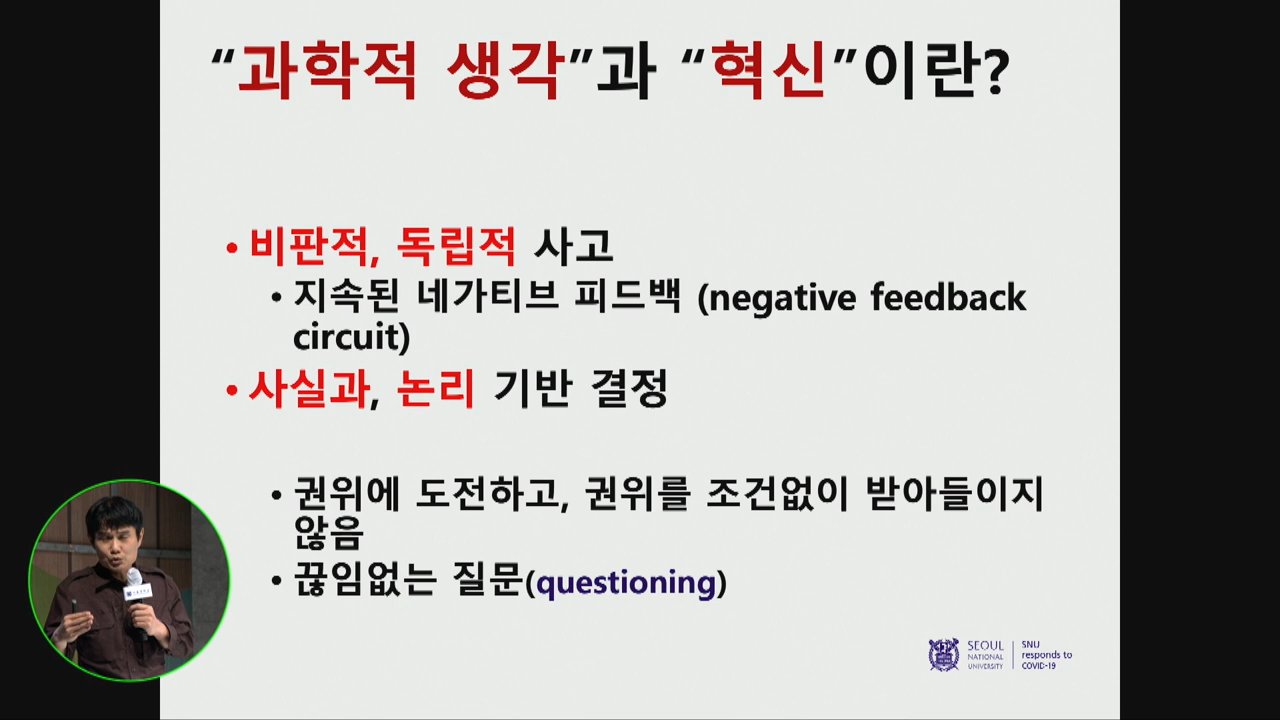 “과학적 생각”과 “혁신”이란?
• 비판적, 독립적 사고
• 지속된 네가티브 피드백 (negative feedback
circuit)
• 사실과, 논리 기반 결정
• 권위에 도전하고, 권위를 조건없이 받아들이지
않음
• 끊임없는 질문(questioning)
SEOUL
NATIONAL
UNIVERSITY
SNU
responds to
COVID-19